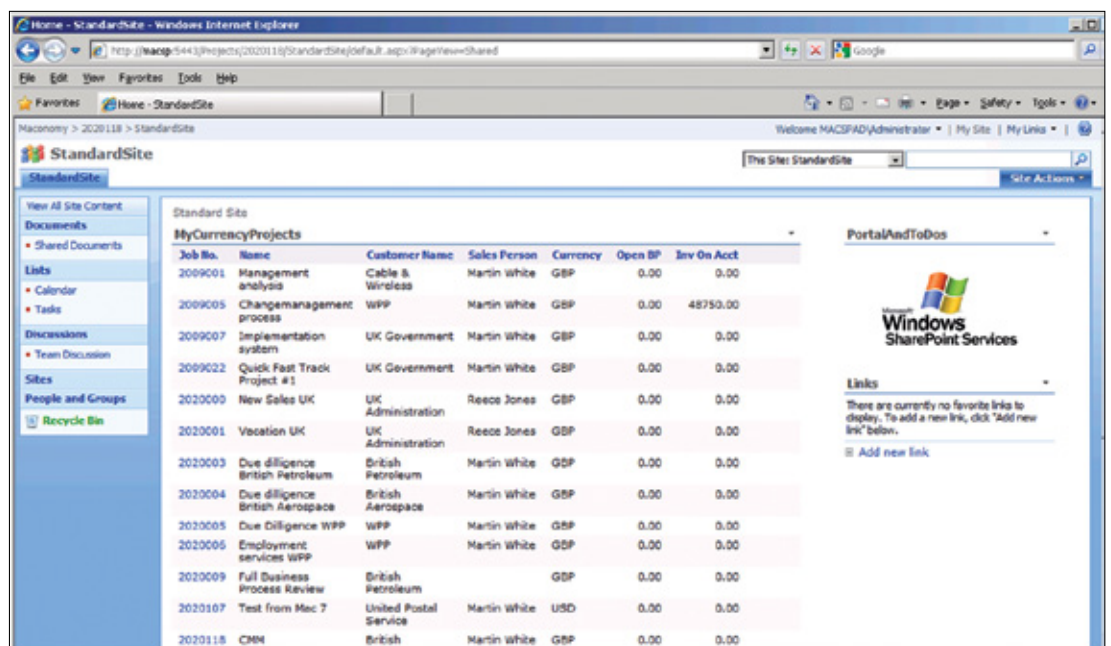 Home - StandardSite - Windows Internet Explorer
http://macsp:5443/Projects/2020118/StandardSite/default.aspx?PageView=Shared
Google
File Edit View Favorites Tools Help
Favorites Home - StandardSite
Page Safety Tools
Maconomy > 2020118 > StandardSite
Welcome MACSPAD\Administrator | My Site | My Links |
StandardSite
This Site: StandardSite
StandardSite
Site Actions
View All Site Content
Documents
Shared Documents
Lists
Calendar
Tasks
Discussions
Team Discussion
Sites
People and Groups
Recycle Bin
Standard Site
MyCurrencyProjects
Job No. Name Customer Name Sales Person Currency Open BP Inv On Acct
2009001 Management Cable & Martin White GBP 0.00 0.00
analysis Wireless
2009005 Changemanagement WPP Martin White GBP 0.00 48750.00
process
2009007 Implementation UK Government Martin White GBP 0.00 0.00
system
2009022 Quick Fast Track UK Government Martin White GBP 0.00 0.00
Project #1
2020000 New Sales UK UK Reece Jones GBP 0.00 0.00
Administration
2020001 Vacation UK UK Reece Jones GBP 0.00 0.00
Administration
2020003 Due dilligence British Martin White GBP 0.00 0.00
British Petroleum Petroleum
2020004 Due dilligence British Martin White GBP 0.00 0.00
British Aerospace Aerospace
2020005 Due Dilligence WPP WPP Martin White GBP 0.00 0.00
2020006 Employment WPP Martin White GBP 0.00 0.00
services WPP
2020009 Full Business British GBP 0.00 0.00
Process Review Petroleum
2020107 Test from Mac 7 United Postal Martin White USD 0.00 0.00
Service
2020118 CMM British Martin White GBP 0.00 0.00
PortalAndToDos
Microsoft
Windows
SharePoint Services
Links
There are currently no favorite links to
display. To add a new link, click "Add new
link" below.
Add new link